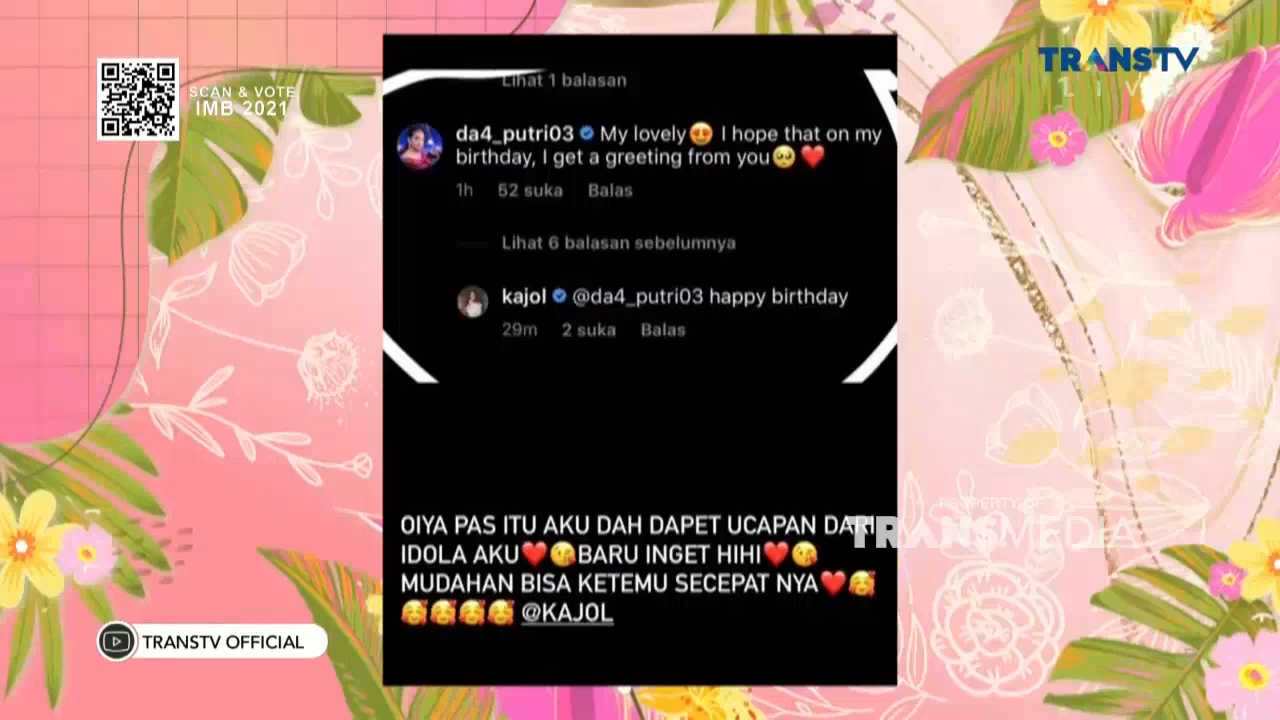 SCAN & VOTE
IMB 2021
TRANSTV
LIVE
Lihat 1 balasan
da4_putri03 My lovely😍 I hope that on my
birthday, I get a greeting from you🥺❤️
1h 52 suka Balas
Lihat 6 balasan sebelumnya
kajol @da4_putri03 happy birthday
29m 2 suka Balas
OIYA PAS ITU AKU DAH DAPET UCAPAN DARI
IDOLA AKU❤️😘BARU INGET HIHI❤️😘
MUDAHAN BISA KETEMU SECEPAT NYA❤️🥰
🥰🥰🥰🥰 @KAJOL
PROPERTY OF
TRANSMEDIA
TRANSTV OFFICIAL